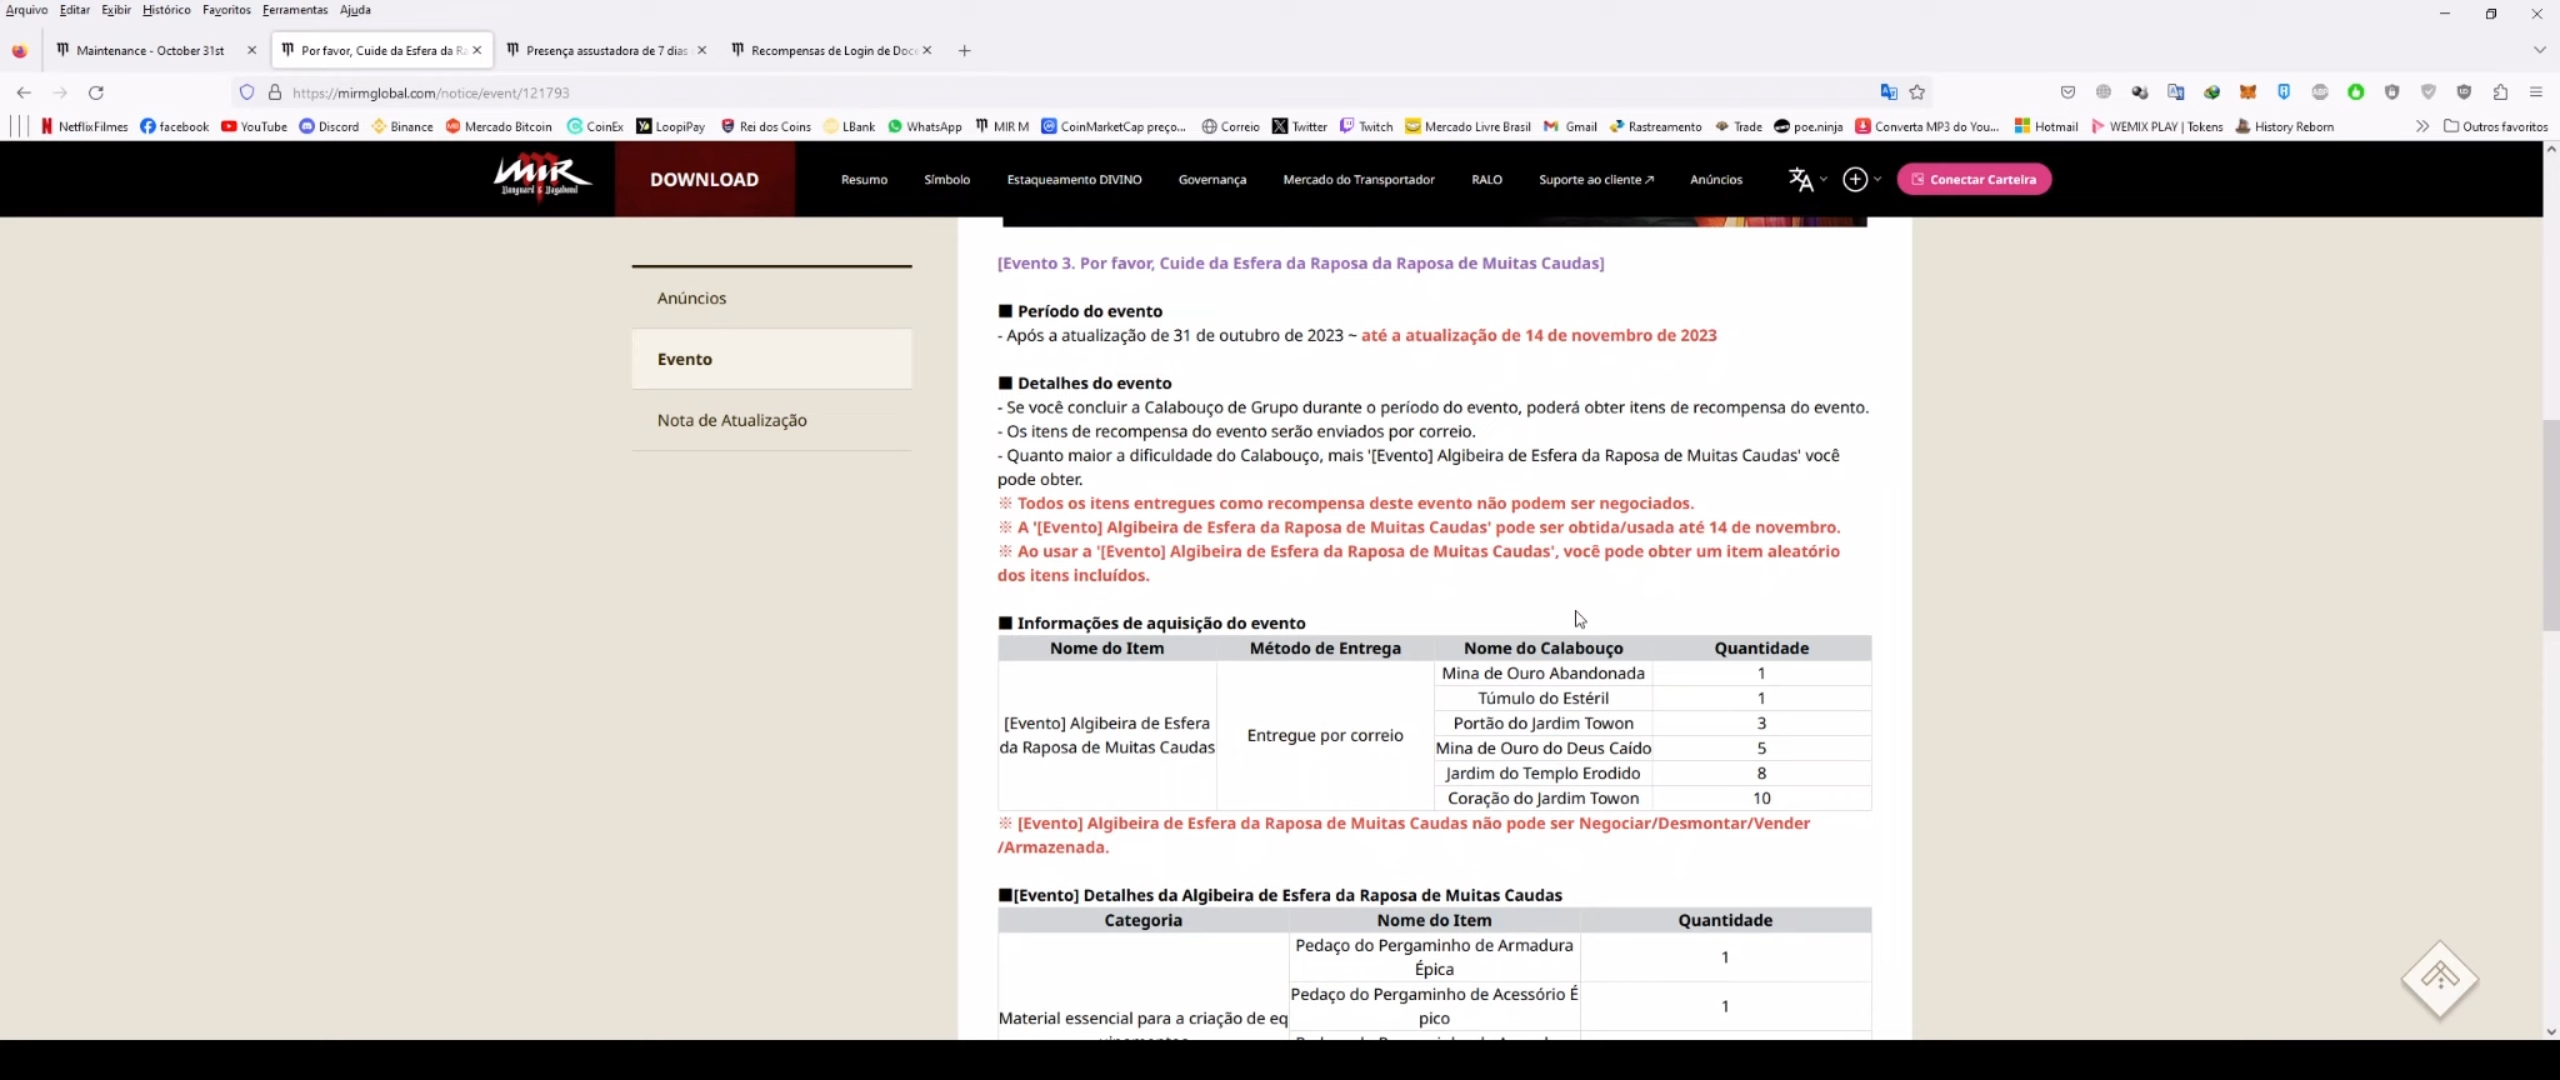 Arquivo Editar Exibir Histórico Favoritos Ferramentas Ajuda
Maintenance - October 31st
Por favor, Cuide da Esfera da Ra
Presença assustadora de 7 dias
Recompensas de Login de Doce
https://mirmglobal.com/notice/event/121793
NetflixFilmes facebook YouTube Discord Binance Mercado Bitcoin CoinEx LoopiPay Rei dos Coins LBank WhatsApp MIR M CoinMarketCap preço... Correio Twitter Twitch Mercado Livre Brasil Gmail Rastreamento Trade poe.ninja Converta MP3 do You... Hotmail WEMIX PLAY | Tokens History Reborn Outros favoritos
MIR
Vanguard & Vagabond
DOWNLOAD Resumo Símbolo Estaqueamento DIVINO Governança Mercado do Transportador RALO Suporte ao cliente ↗ Anúncios Conectar Carteira
Anúncios
Evento
Nota de Atualização
[Evento 3. Por favor, Cuide da Esfera da Raposa da Raposa de Muitas Caudas]
■ Período do evento
- Após a atualização de 31 de outubro de 2023 ~ até a atualização de 14 de novembro de 2023
■ Detalhes do evento
- Se você concluir a Calabouço de Grupo durante o período do evento, poderá obter itens de recompensa do evento.
- Os itens de recompensa do evento serão enviados por correio.
- Quanto maior a dificuldade do Calabouço, mais '[Evento] Algibeira de Esfera da Raposa de Muitas Caudas' você
pode obter.
※ Todos os itens entregues como recompensa deste evento não podem ser negociados.
※ A '[Evento] Algibeira de Esfera da Raposa de Muitas Caudas' pode ser obtida/usada até 14 de novembro.
※ Ao usar a '[Evento] Algibeira de Esfera da Raposa de Muitas Caudas', você pode obter um item aleatório
dos itens incluídos.
■ Informações de aquisição do evento
Nome do Item Método de Entrega Nome do Calabouço Quantidade
[Evento] Algibeira de Esfera
da Raposa de Muitas Caudas
Entregue por correio
Mina de Ouro Abandonada 1
Túmulo do Estéril 1
Portão do Jardim Towon 3
Mina de Ouro do Deus Caído 5
Jardim do Templo Erodido 8
Coração do Jardim Towon 10
※ [Evento] Algibeira de Esfera da Raposa de Muitas Caudas não pode ser Negociar/Desmontar/Vender
/Armazenada.
■[Evento] Detalhes da Algibeira de Esfera da Raposa de Muitas Caudas
Categoria Nome do Item Quantidade
Material essencial para a criação de eq
Pedaço do Pergaminho de Armadura
Épica
1
Pedaço do Pergaminho de Acessório É
pico
1